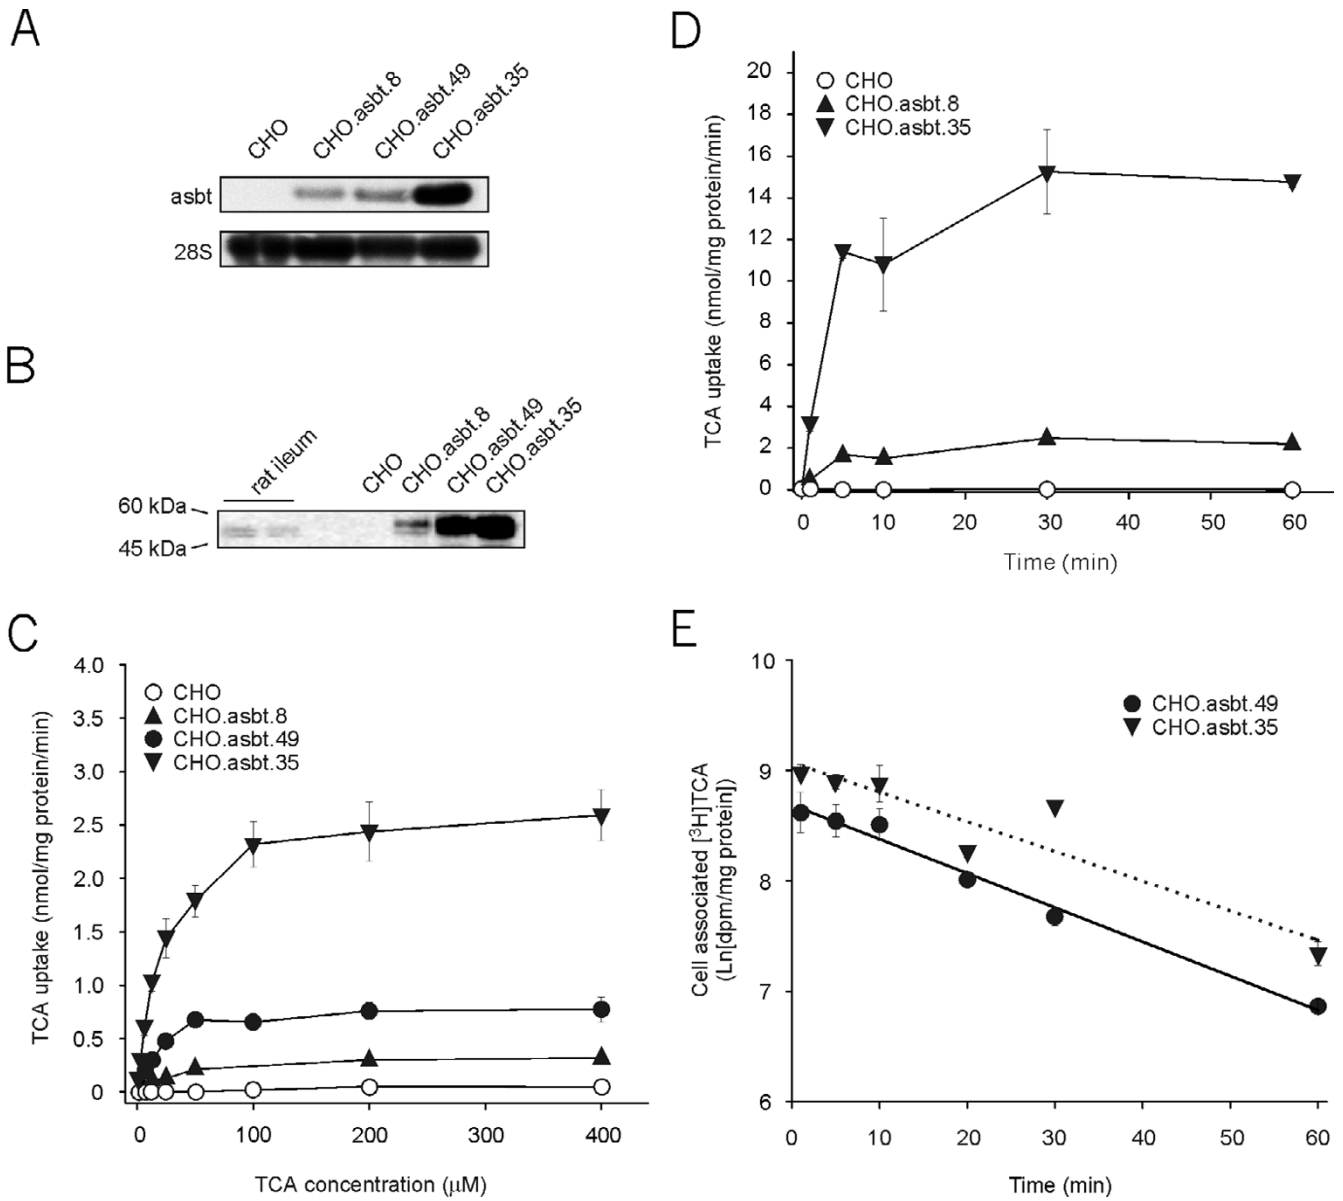 A
CHO
CHO.asbt.8
CHO.asbt.49
CHO.asbt.35
asbt
28S
B
rat ileum
CHO
CHO.asbt.8
CHO.asbt.49
CHO.asbt.35
60 kDa
45 kDa
C
4.0
3.5
3.0
2.5
2.0
1.5
1.0
0.5
0
CHO
CHO.asbt.8
CHO.asbt.49
CHO.asbt.35
TCA uptake (nmol/mg protein/min)
0 100 200 300 400
TCA concentration (μM)
D
20
18
16
14
12
10
8
6
4
2
0
CHO
CHO.asbt.8
CHO.asbt.35
TCA uptake (nmol/mg protein/min)
0 10 20 30 40 50 60
Time (min)
E
10
9
8
7
6
CHO.asbt.49
CHO.asbt.35
Cell associated [³H]TCA
(Ln[dpm/mg protein])
0 10 20 30 40 50 60
Time (min)